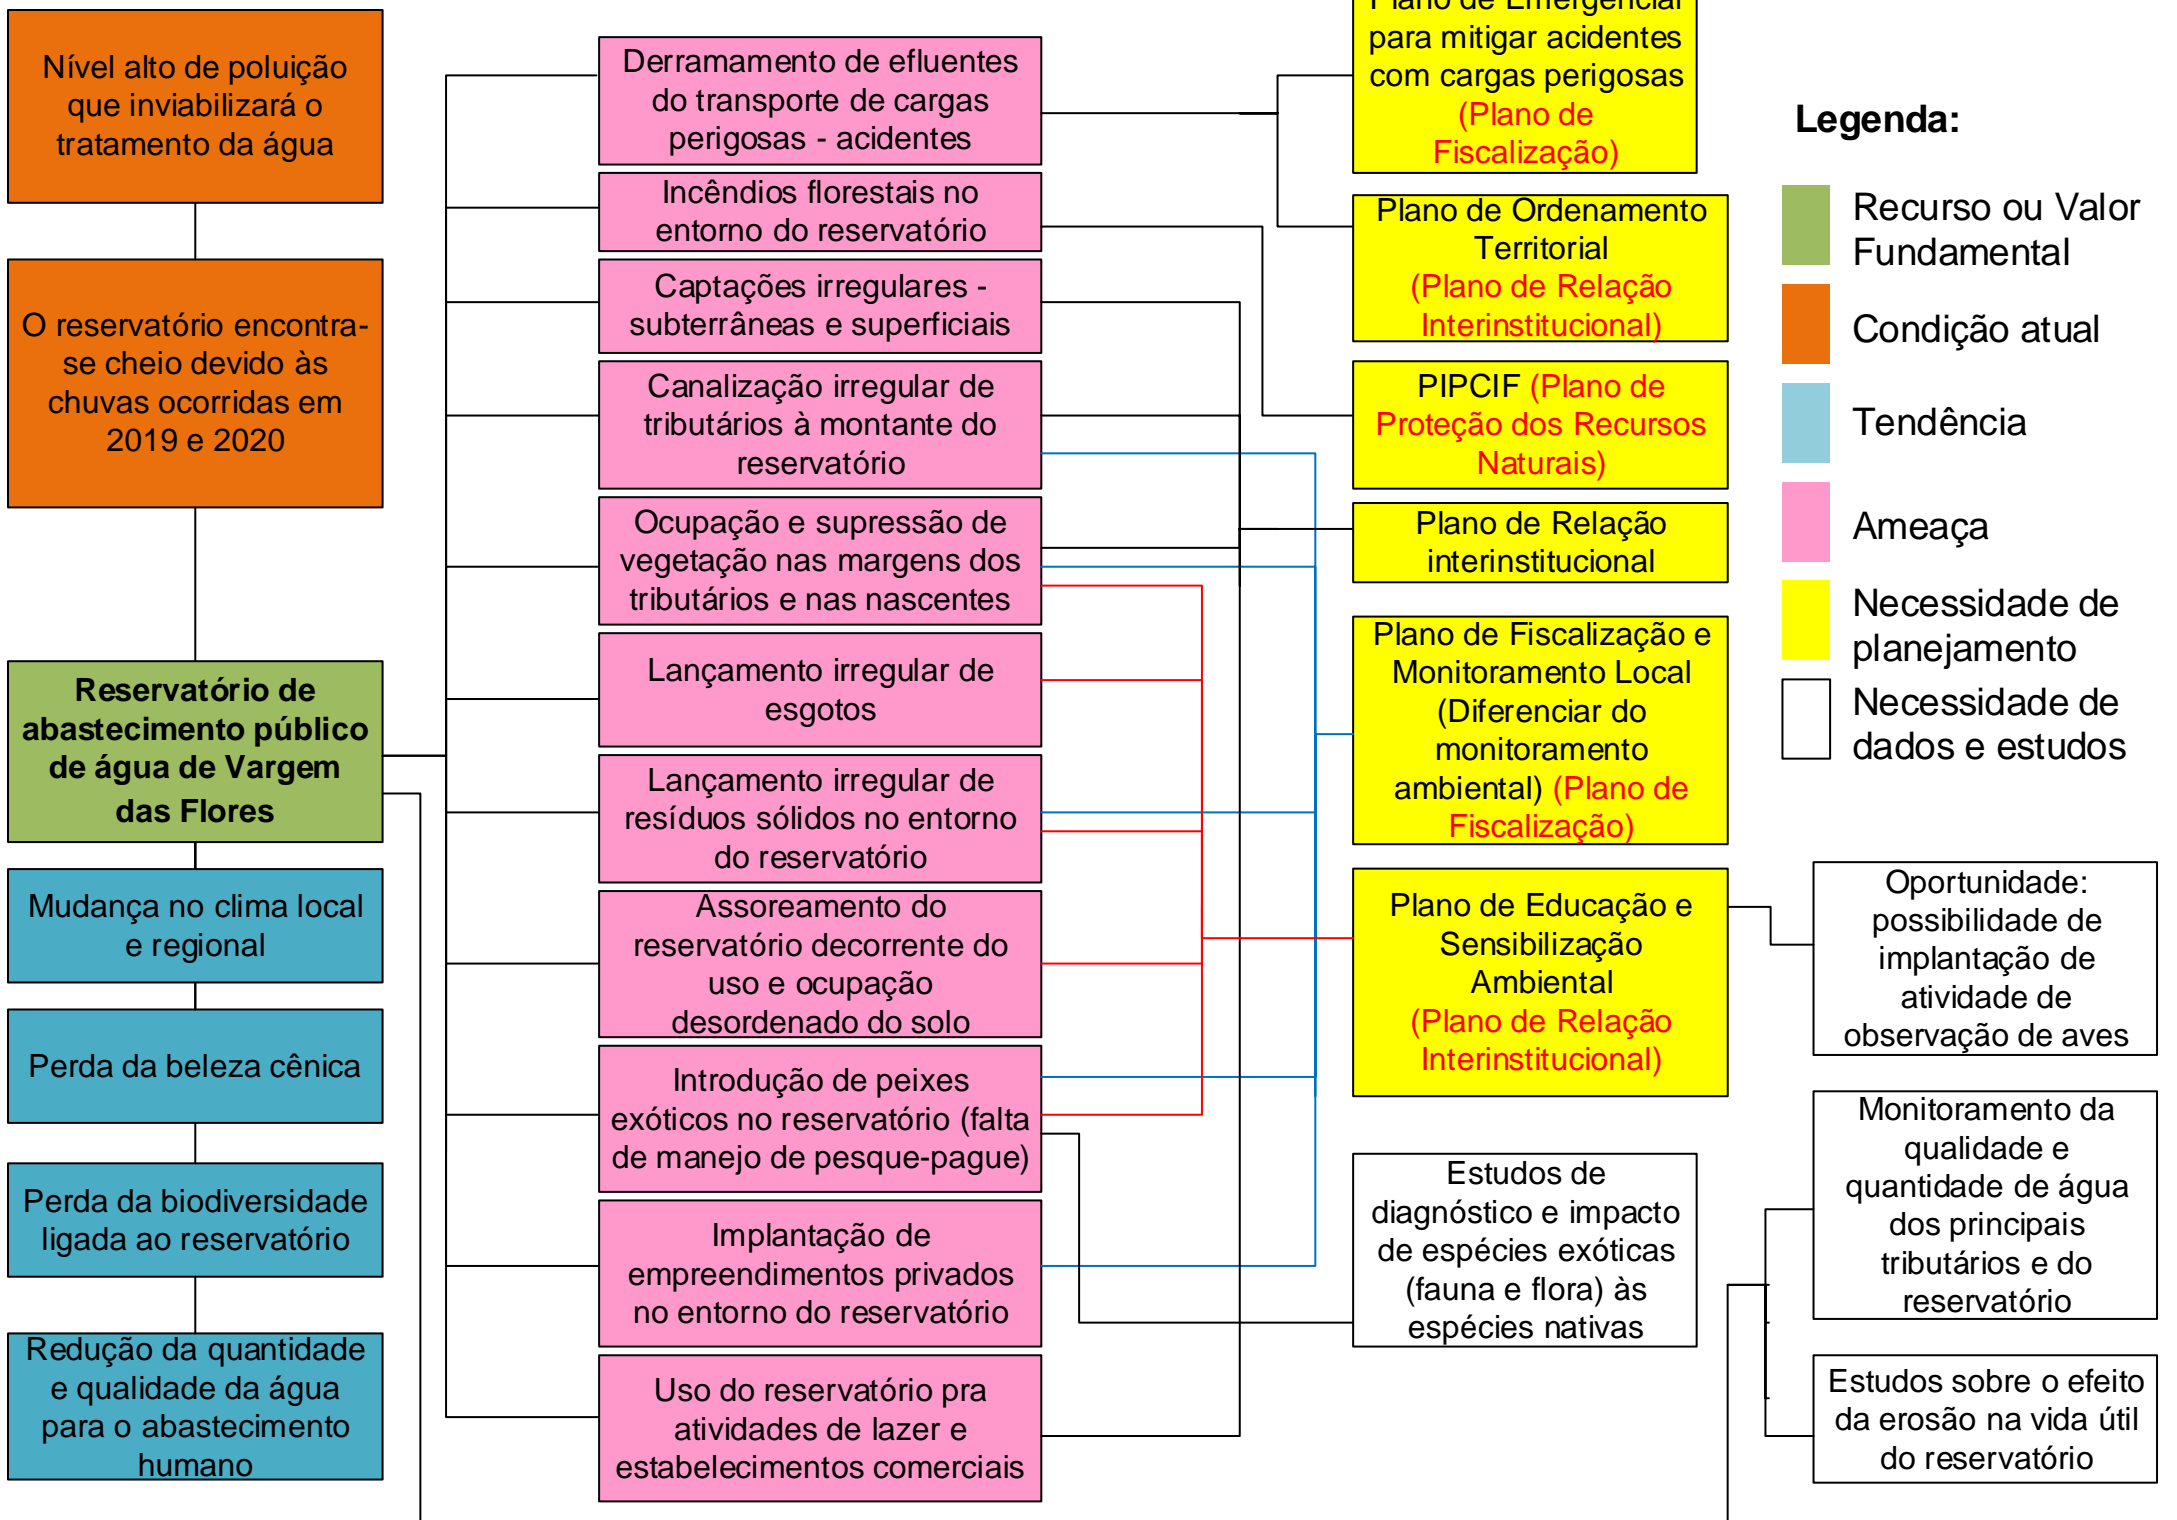 Nível alto de poluição
que inviabilizará o
tratamento da água
O reservatório encontra-
se cheio devido às
chuvas ocorridas em
2019 e 2020
Reservatório de
abastecimento público
de água de Vargem
das Flores
Mudança no clima local
e regional
Perda da beleza cênica
Perda da biodiversidade
ligada ao reservatório
Redução da quantidade
e qualidade da água
para o abastecimento
humano
Derramamento de efluentes
do transporte de cargas
perigosas - acidentes
Incêndios florestais no
entorno do reservatório
Captações irregulares -
subterrâneas e superficiais
Canalização irregular de
tributários à montante do
reservatório
Ocupação e supressão de
vegetação nas margens dos
tributários e nas nascentes
Lançamento irregular de
esgotos
Lançamento irregular de
resíduos sólidos no entorno
do reservatório
Assoreamento do
reservatório decorrente do
uso e ocupação
desordenado do solo
Introdução de peixes
exóticos no reservatório (falta
de manejo de pesque-pague)
Implantação de
empreendimentos privados
no entorno do reservatório
Uso do reservatório pra
atividades de lazer e
estabelecimentos comerciais
Plano de Emergencial
para mitigar acidentes
com cargas perigosas
(Plano de
Fiscalização)
Plano de Ordenamento
Territorial
(Plano de Relação
Interinstitucional)
PIPCIF (Plano de
Proteção dos Recursos
Naturais)
Plano de Relação
interinstitucional
Plano de Fiscalização e
Monitoramento Local
(Diferenciar do
monitoramento
ambiental) (Plano de
Fiscalização)
Plano de Educação e
Sensibilização
Ambiental
(Plano de Relação
Interinstitucional)
Estudos de
diagnóstico e impacto
de espécies exóticas
(fauna e flora) às
espécies nativas
Legenda:
Recurso ou Valor
Fundamental
Condição atual
Tendência
Ameaça
Necessidade de
planejamento
Necessidade de
dados e estudos
Oportunidade:
possibilidade de
implantação de
atividade de
observação de aves
Monitoramento da
qualidade e
quantidade de água
dos principais
tributários e do
reservatório
Estudos sobre o efeito
da erosão na vida útil
do reservatório